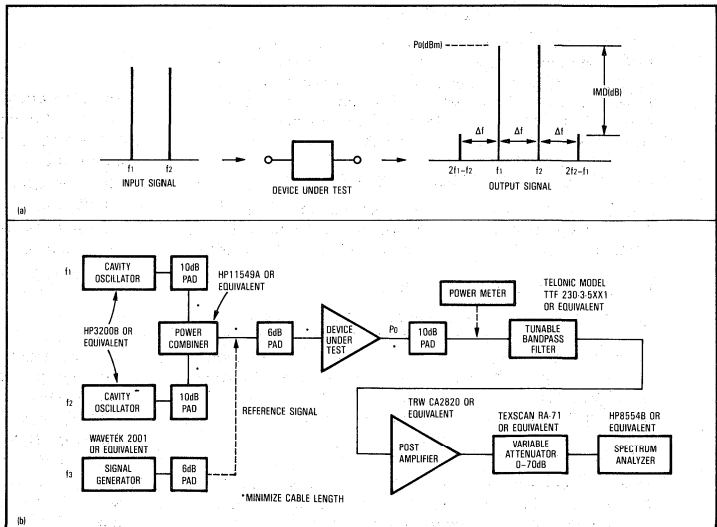 Po(dBm)
IMD(dB)
Δf
Δf
Δf
f1
f2
INPUT SIGNAL
DEVICE UNDER TEST
2f1-f2
f1
f2
2f2-f1
OUTPUT SIGNAL
(a)
f1
CAVITY
OSCILLATOR
10dB
PAD
HP11549A OR
EQUIVALENT
HP3200B OR
EQUIVALENT
*
POWER
COMBINER
*
*
6dB
PAD
*
DEVICE
UNDER
TEST
Po
*
10dB
PAD
POWER METER
TELONIC MODEL
TTF 230-3-5XX1
OR EQUIVALENT
TUNABLE
BANDPASS
FILTER
f2
CAVITY
OSCILLATOR
10dB
PAD
REFERENCE SIGNAL
WAVETEK 2001
OR EQUIVALENT
f3
SIGNAL
GENERATOR
6dB
PAD
*MINIMIZE CABLE LENGTH
TRW CA2820 OR
EQUIVALENT
POST
AMPLIFIER
TEXSCAN RA-71
OR EQUIVALENT
VARIABLE
ATTENUATOR
0-70dB
HP8554B OR
EQUIVALENT
SPECTRUM
ANALYZER
(b)